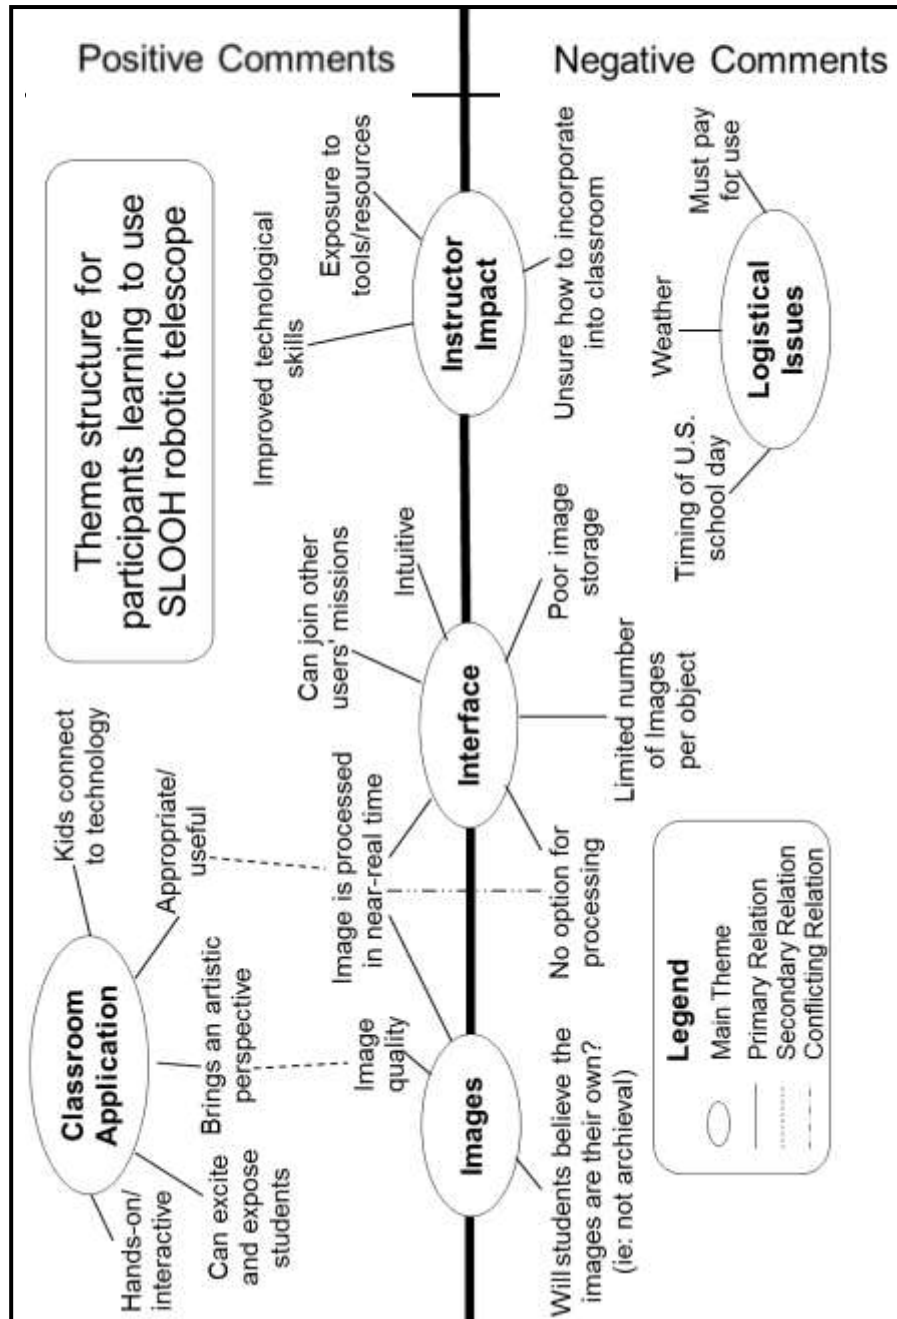 Positive Comments
Negative Comments
Theme structure for
participants learning to use
SLOOH robotic telescope
Classroom
Application
Hands-on/
interactive
Can excite
and expose
students
Brings an artistic
perspective
Appropriate/
useful
Kids connect
to technology
Images
Image
quality
Image is processed
in near-real time
Will students believe the
images are their own?
(ie: not archieval
Interface
Can join other
users' missions
Intuitive
No option for
processing
Limited number
of Images
per object
Poor image
storage
Instructor
Impact
Improved technological
skills
Exposure to
tools/resources
Unsure how to incorporate
into classroom
Logistical
Issues
Timing of U.S.
school day
Weather
Must pay
for use
Legend
Main Theme
Primary Relation
Secondary Relation
Conflicting Relation